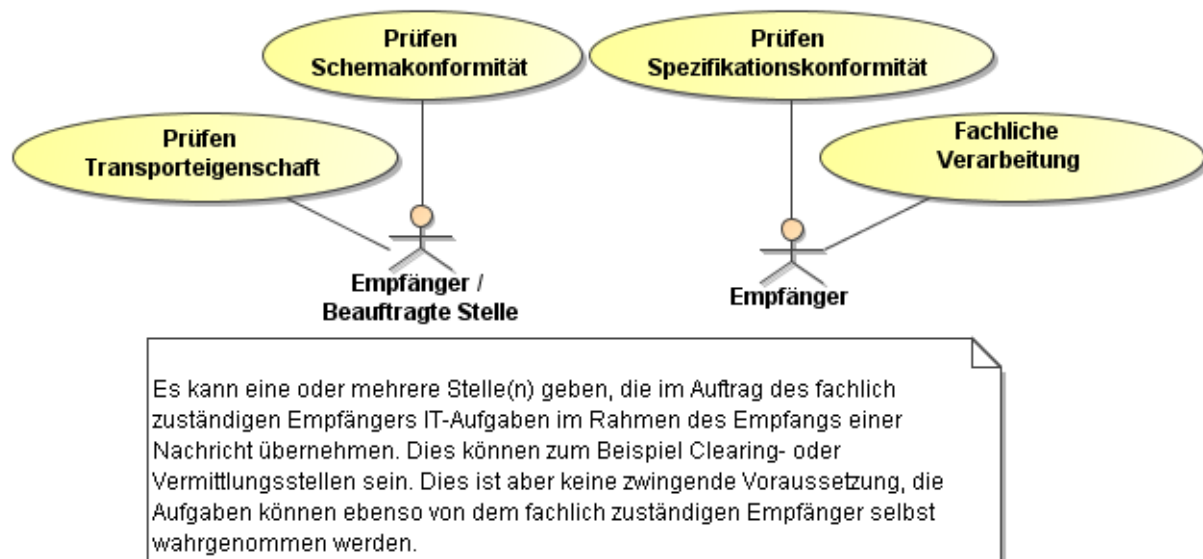 Prüfen
Schemakonformität
Prüfen
Spezifikationskonformität
Prüfen
Transporteigenschaft
Fachliche
Verarbeitung
Empfänger /
Beauftragte Stelle
Empfänger
Es kann eine oder mehrere Stelle(n) geben, die im Auftrag des fachlich
zuständigen Empfängers IT-Aufgaben im Rahmen des Empfangs einer
Nachricht übernehmen. Dies können zum Beispiel Clearing- oder
Vermittlungsstellen sein. Dies ist aber keine zwingende Voraussetzung, die
Aufgaben können ebenso von dem fachlich zuständigen Empfänger selbst
wahrgenommen werden.